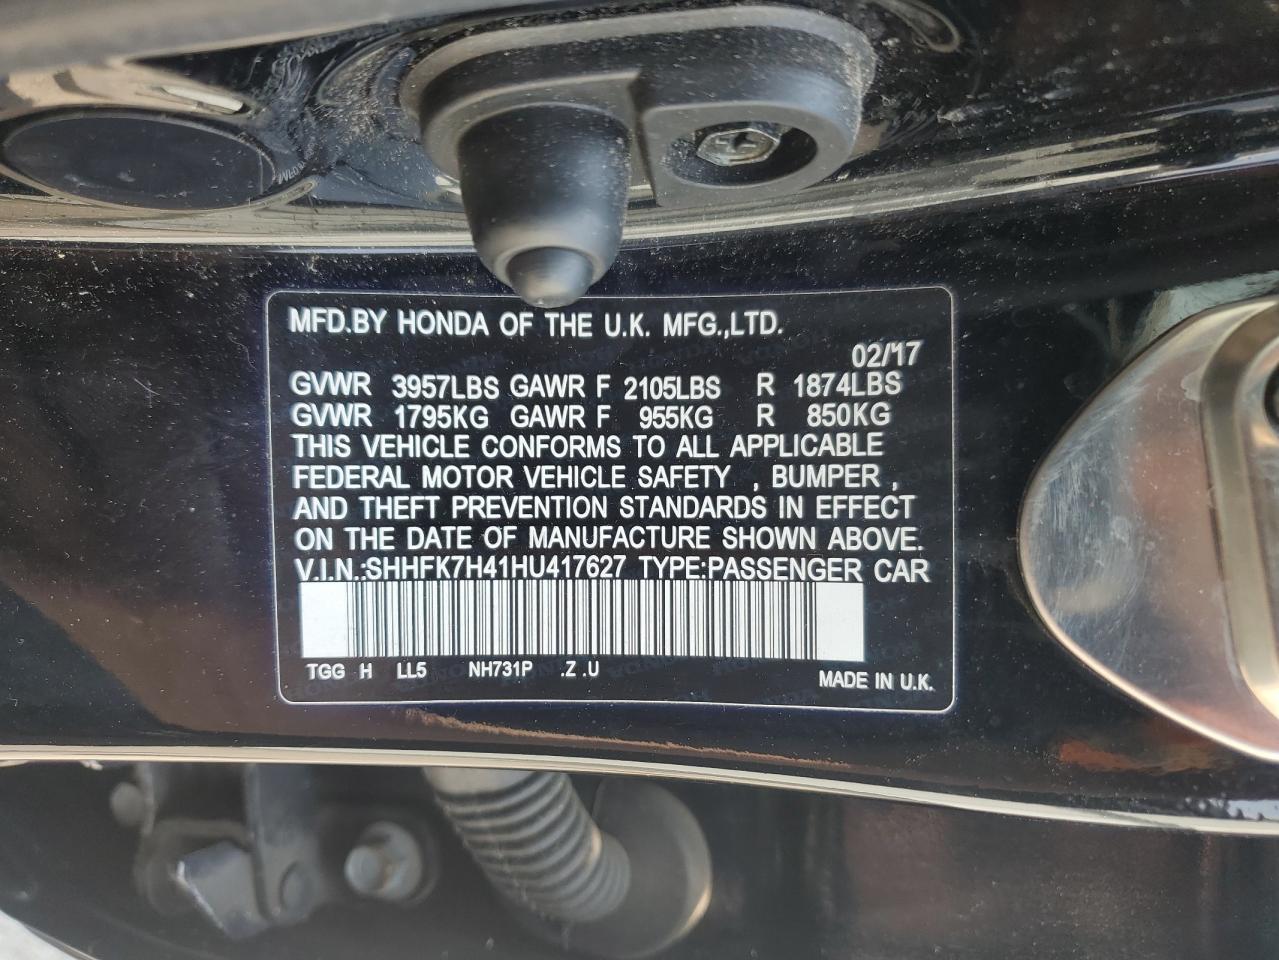 MFD.BY HONDA OF THE U.K. MFG.,LTD.
02/17
GVWR 3957LBS GAWR F 2105LBS R 1874LBS
GVWR 1795KG GAWR F 955KG R 850KG
THIS VEHICLE CONFORMS TO ALL APPLICABLE
FEDERAL MOTOR VEHICLE SAFETY , BUMPER ,
AND THEFT PREVENTION STANDARDS IN EFFECT
ON THE DATE OF MANUFACTURE SHOWN ABOVE.
V.I.N.:SHHFK7H41HU417627 TYPE:PASSENGER CAR
TGG H LL5 NH731P .Z .U
MADE IN U.K.